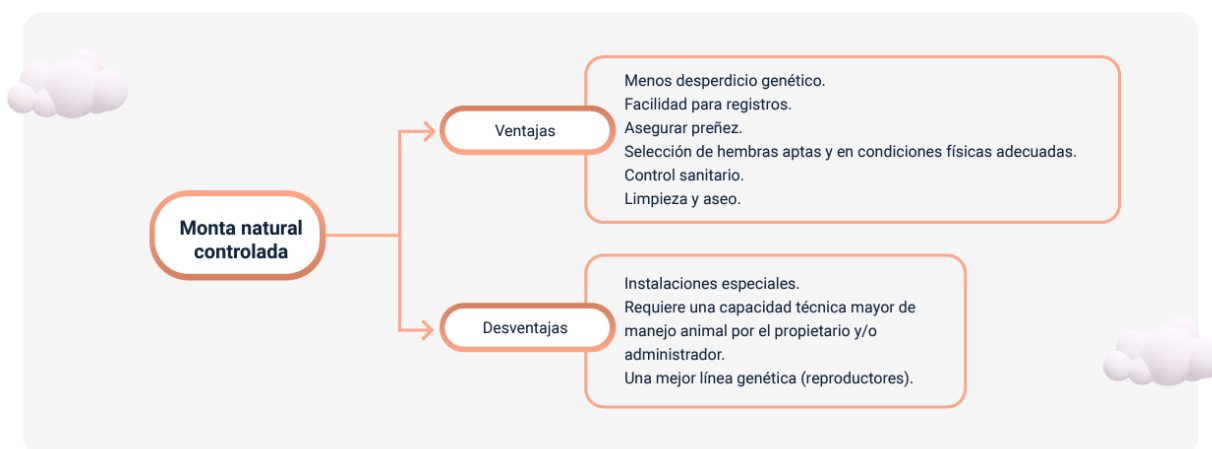 Monta natural
controlada
Ventajas
Menos desperdicio genético.
Facilidad para registros.
Asegurar preñez.
Selección de hembras aptas y en condiciones físicas adecuadas.
Control sanitario.
Limpieza y aseo.
Desventajas
Instalaciones especiales.
Requiere una capacidad técnica mayor de
manejo animal por el propietario y/o
administrador.
Una mejor línea genética (reproductores).